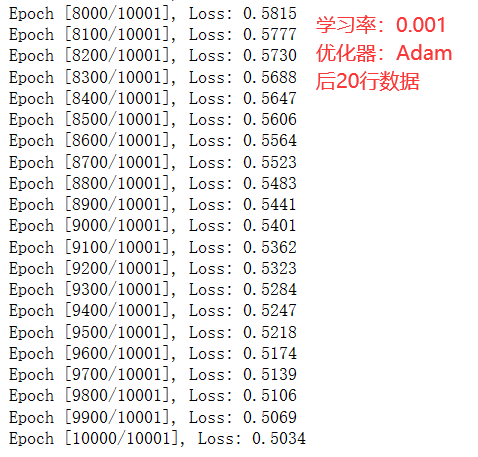 Epoch [8000/10001], Loss: 0.5815
Epoch [8100/10001], Loss: 0.5777
Epoch [8200/10001], Loss: 0.5730
Epoch [8300/10001], Loss: 0.5688
Epoch [8400/10001], Loss: 0.5647
Epoch [8500/10001], Loss: 0.5606
Epoch [8600/10001], Loss: 0.5564
Epoch [8700/10001], Loss: 0.5523
Epoch [8800/10001], Loss: 0.5483
Epoch [8900/10001], Loss: 0.5441
Epoch [9000/10001], Loss: 0.5401
Epoch [9100/10001], Loss: 0.5362
Epoch [9200/10001], Loss: 0.5323
Epoch [9300/10001], Loss: 0.5284
Epoch [9400/10001], Loss: 0.5247
Epoch [9500/10001], Loss: 0.5218
Epoch [9600/10001], Loss: 0.5174
Epoch [9700/10001], Loss: 0.5139
Epoch [9800/10001], Loss: 0.5106
Epoch [9900/10001], Loss: 0.5069
Epoch [10000/10001], Loss: 0.5034
学习率：0.001
优化器：Adam
后20行数据